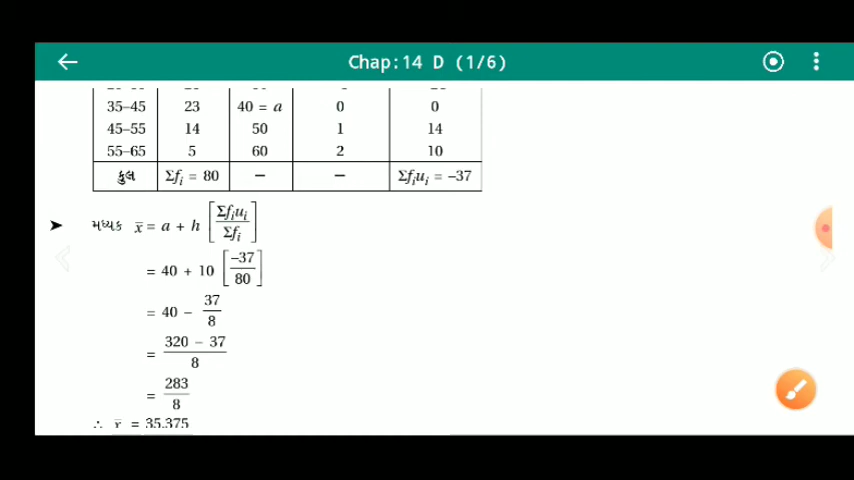 Chap:14 D (1/6)
35–45 23 40 = a 0 0
45–55 14 50 1 14
55–65 5 60 2 10
કુલ Σfᵢ = 80 – – Σfᵢuᵢ = –37
➤ મધ્યક x̄ = a + h [Σfᵢuᵢ / Σfᵢ]
= 40 + 10 [–37 / 80]
= 40 – 37 / 8
= 320 – 37 / 8
= 283 / 8
∴ x̄ = 35.375